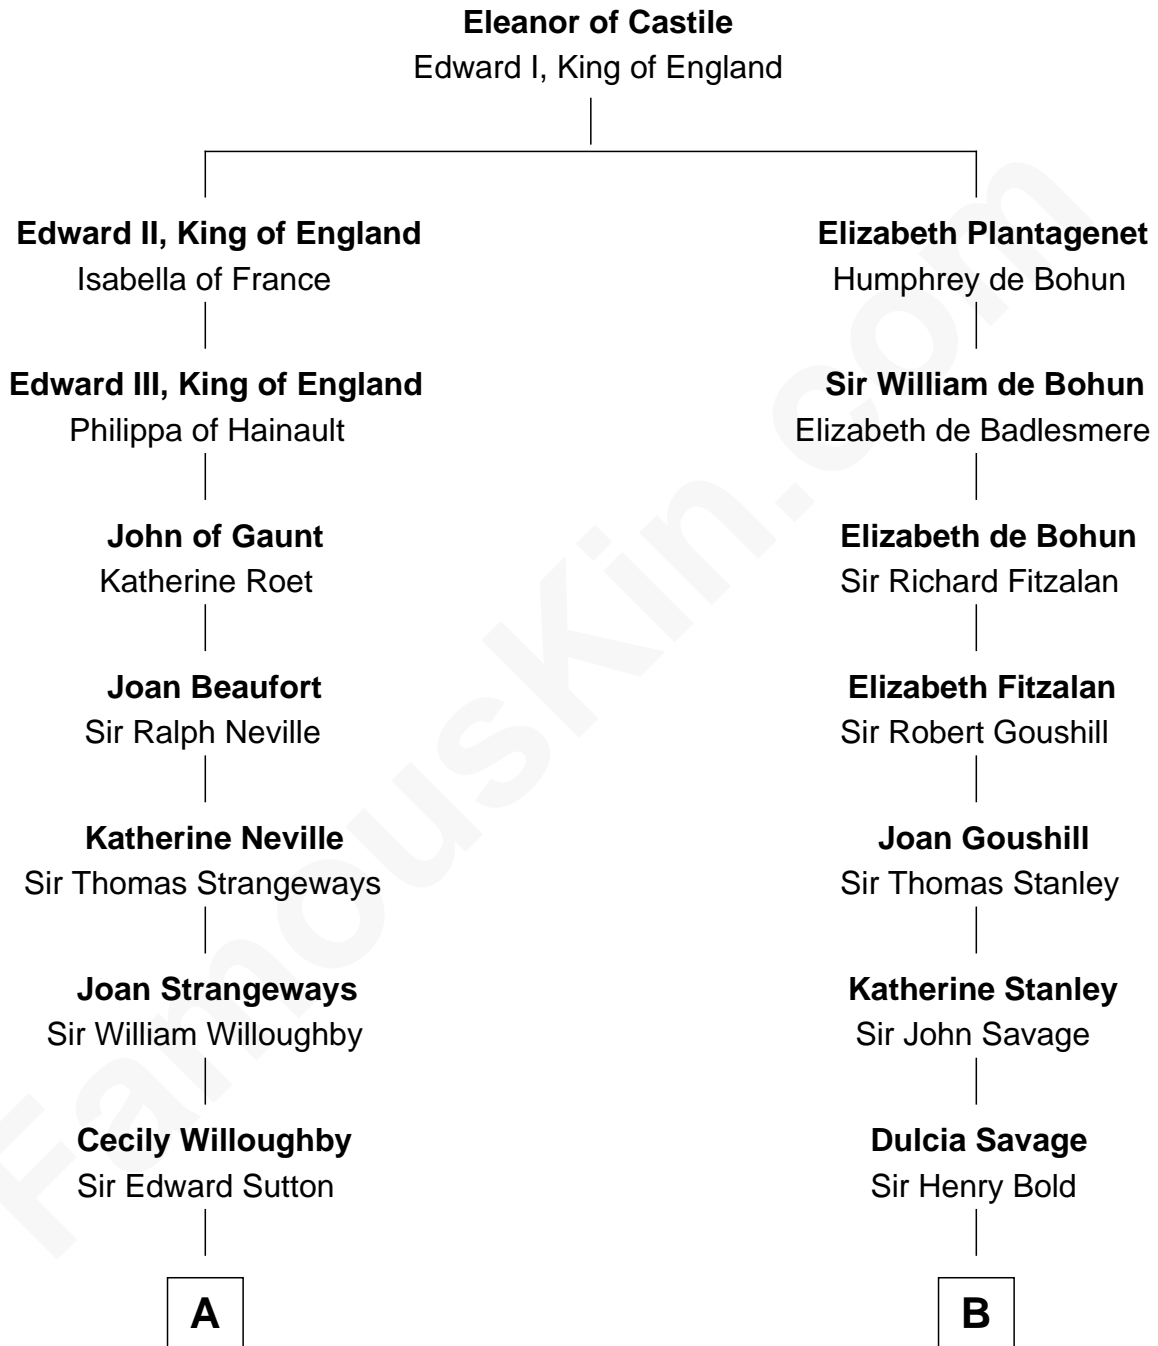 Eleanor of Castile
Edward I, King of England
Edward II, King of England
Isabella of France
Elizabeth Plantagenet
Humphrey de Bohun
Edward III, King of England
Philippa of Hainault
Sir William de Bohun
Elizabeth de Badlesmere
John of Gaunt
Katherine Roet
Elizabeth de Bohun
Sir Richard Fitzalan
Joan Beaufort
Sir Ralph Neville
Elizabeth Fitzalan
Sir Robert Goushill
Katherine Neville
Sir Thomas Strangeways
Joan Goushill
Sir Thomas Stanley
Joan Strangeways
Sir William Willoughby
Katherine Stanley
Sir John Savage
Cecily Willoughby
Sir Edward Sutton
Dulcia Savage
Sir Henry Bold
A
B
FamousKin.com